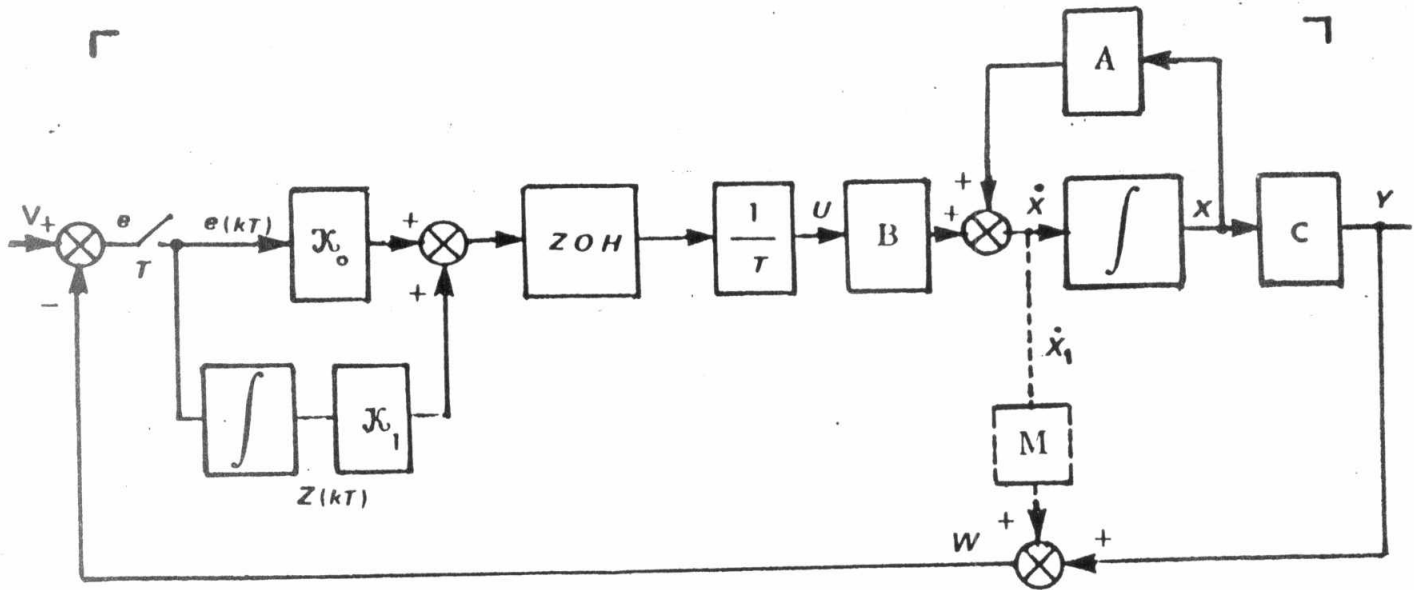 A
V + e e(kT) 𝒦₀ + ZOH 1/T U B + + Ẋ ∫ X C Y
T +
−
Ẋ₁
∫ 𝒦₁
M
Z(kT)
W + +